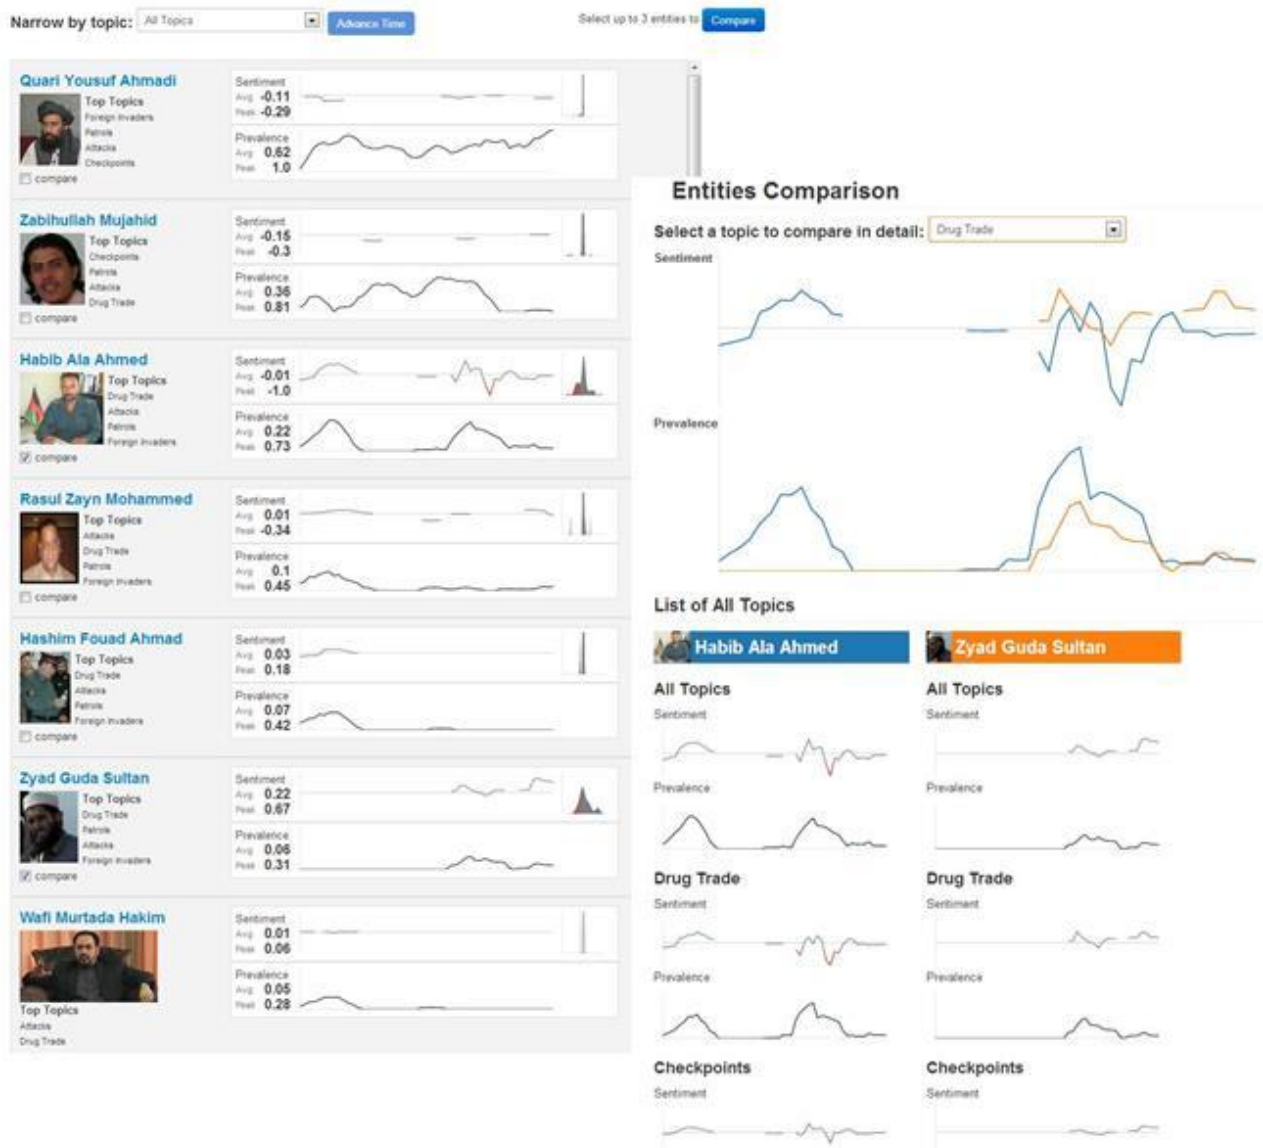 Narrow by topic: All Topics Advance Time Select up to 3 entities to Compare
Quari Yousuf Ahmadi
Top Topics
Foreign Invaders
Patrols
Attacks
Checkpoints
compare
Sentiment
Avg -0.11
Peak -0.29
Prevalence
Avg 0.62
Peak 1.0
Zabihullah Mujahid
Top Topics
Checkpoints
Patrols
Attacks
Drug Trade
compare
Sentiment
Avg -0.15
Peak -0.3
Prevalence
Avg 0.36
Peak 0.81
Habib Ala Ahmed
Top Topics
Drug Trade
Attacks
Patrols
Foreign Invaders
compare
Sentiment
Avg -0.01
Peak -1.0
Prevalence
Avg 0.22
Peak 0.73
Rasul Zayn Mohammed
Top Topics
Attacks
Drug Trade
Patrols
Foreign Invaders
compare
Sentiment
Avg 0.01
Peak -0.34
Prevalence
Avg 0.1
Peak 0.45
Hashim Fouad Ahmad
Top Topics
Drug Trade
Attacks
Patrols
Foreign Invaders
compare
Sentiment
Avg 0.03
Peak 0.18
Prevalence
Avg 0.07
Peak 0.42
Zyad Guda Sultan
Top Topics
Drug Trade
Patrols
Attacks
Foreign Invaders
compare
Sentiment
Avg 0.22
Peak 0.67
Prevalence
Avg 0.06
Peak 0.31
Wafi Murtada Hakim
Top Topics
Attacks
Drug Trade
Sentiment
Avg 0.01
Peak 0.06
Prevalence
Avg 0.05
Peak 0.28
Entities Comparison
Select a topic to compare in detail: Drug Trade
Sentiment
Prevalence
List of All Topics
Habib Ala Ahmed
All Topics
Sentiment
Prevalence
Drug Trade
Sentiment
Prevalence
Checkpoints
Sentiment
Zyad Guda Sultan
All Topics
Sentiment
Prevalence
Drug Trade
Sentiment
Prevalence
Checkpoints
Sentiment